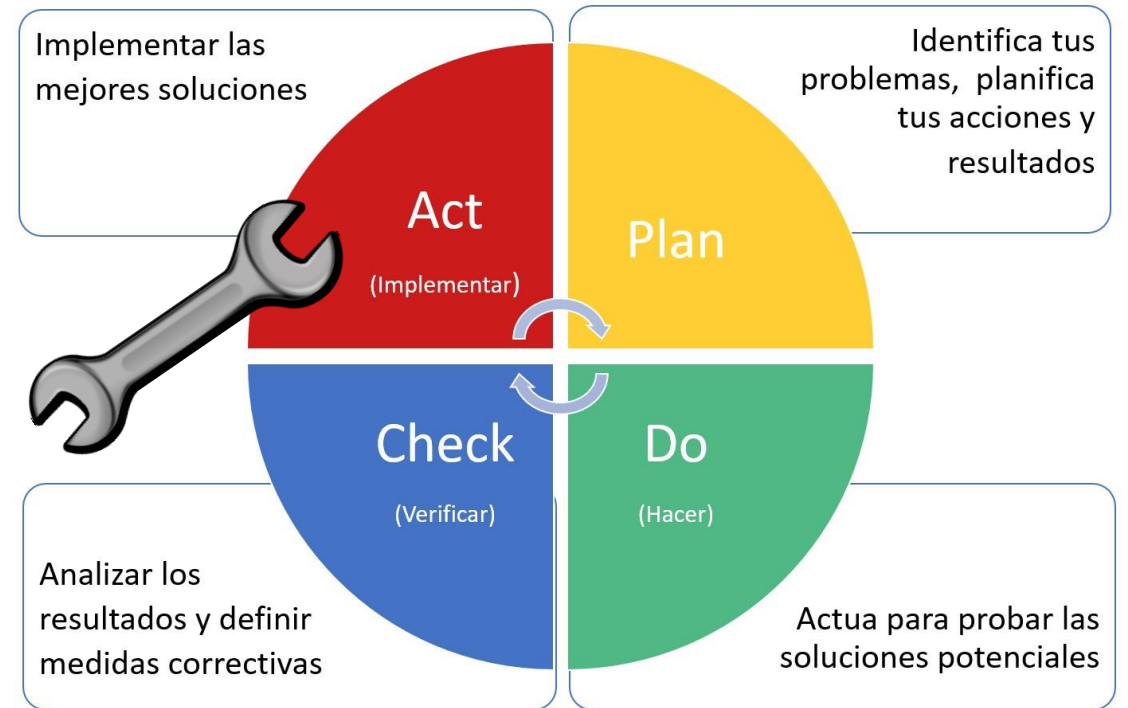 Implementar las
mejores soluciones
Identifica tus
problemas, planifica
tus acciones y
resultados
Act
(Implementar)
Plan
Check
(Verificar)
Do
(Hacer)
Analizar los
resultados y definir
medidas correctivas
Actua para probar las
soluciones potenciales